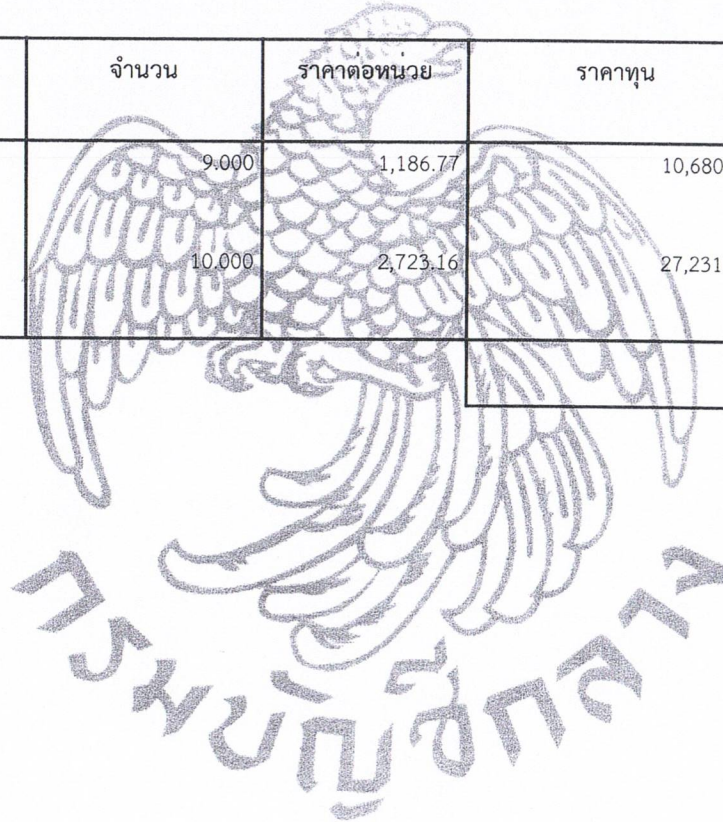 จำนวน ราคาต่อหน่วย ราคาทุน
9.000 1,186.77 10,680
10.000 2,723.16 27,231
กรมบัญชีกลาง